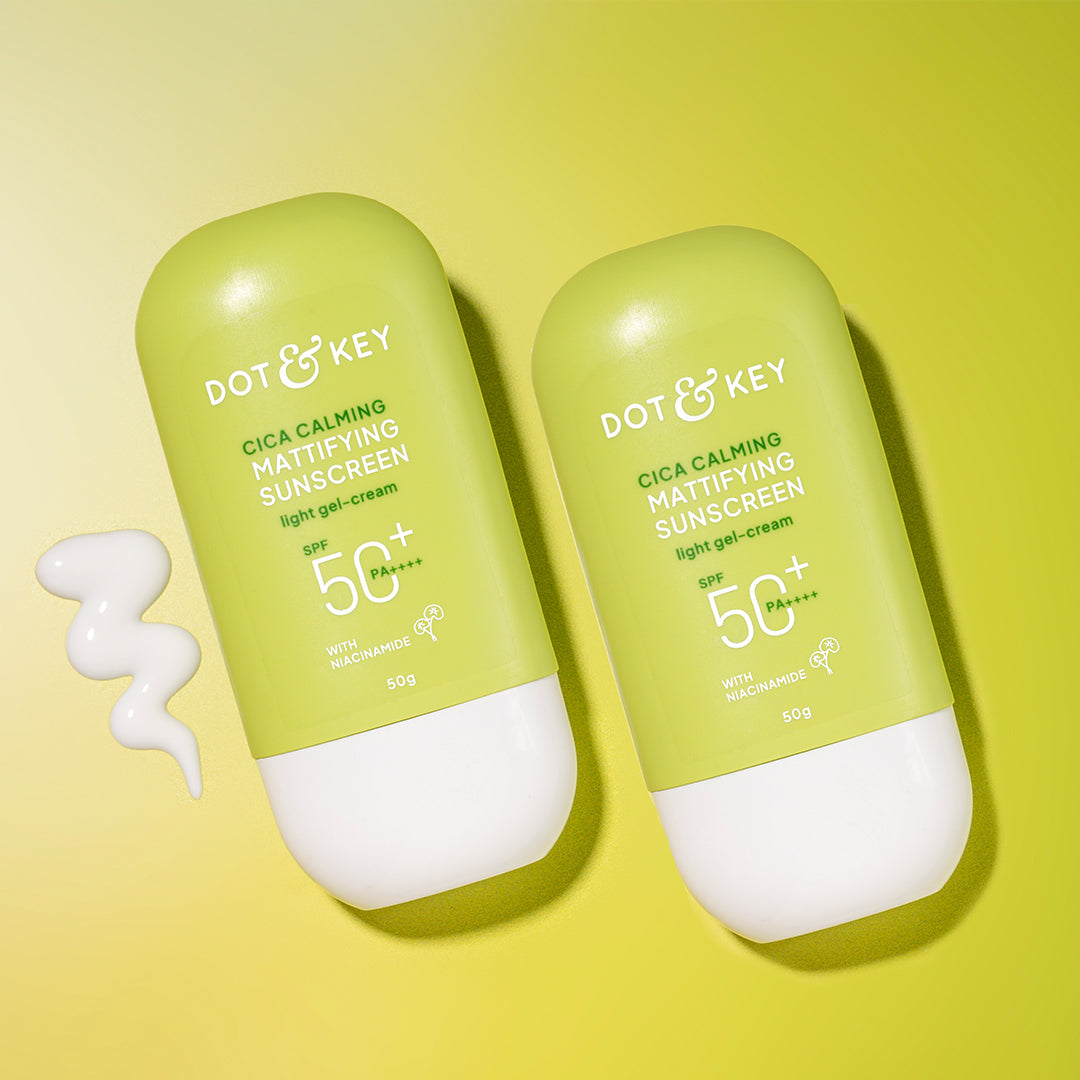 DOT & KEY
CICA CALMING
MATTIFYING
SUNSCREEN
light gel-cream
SPF
50+
PA++++
WITH
NIACINAMIDE
50g
DOT & KEY
CICA CALMING
MATTIFYING
SUNSCREEN
light gel-cream
SPF
50+
PA++++
WITH
NIACINAMIDE
50g